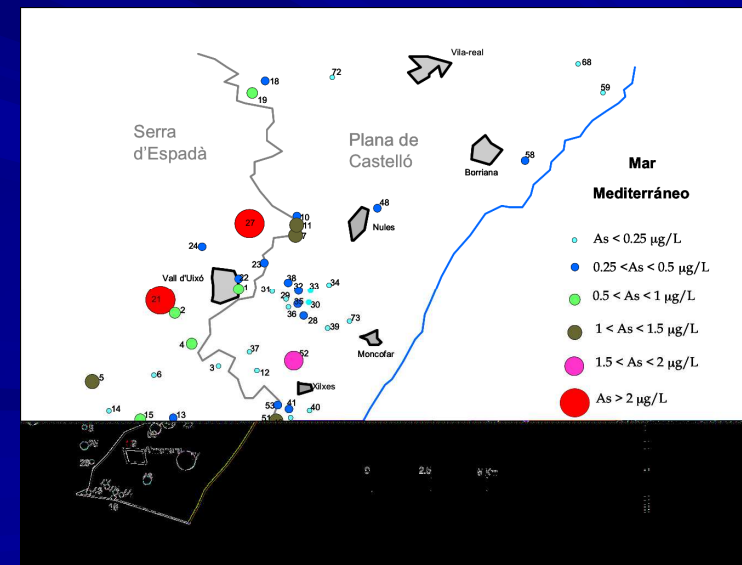 Vila-real
68
72
18
59
19
Serra
d'Espadà
Plana de
Castelló
58
Mar
Borriana
Mediterráneo
48
10
27
11
7
Nules
24
As < 0.25 µg/L
23
0.25 <As < 0.5 µg/L
Vall d'Uixó
22
38
34
1
31
32
33
0.5 < As < 1 µg/L
21
29
35
30
2
36
28
73
39
1 < As < 1.5 µg/L
4
Moncofar
37
52
1.5 < As < 2 µg/L
3
12
5
6
Xilxes
As > 2 µg/L
53
41
40
14
15
13
51